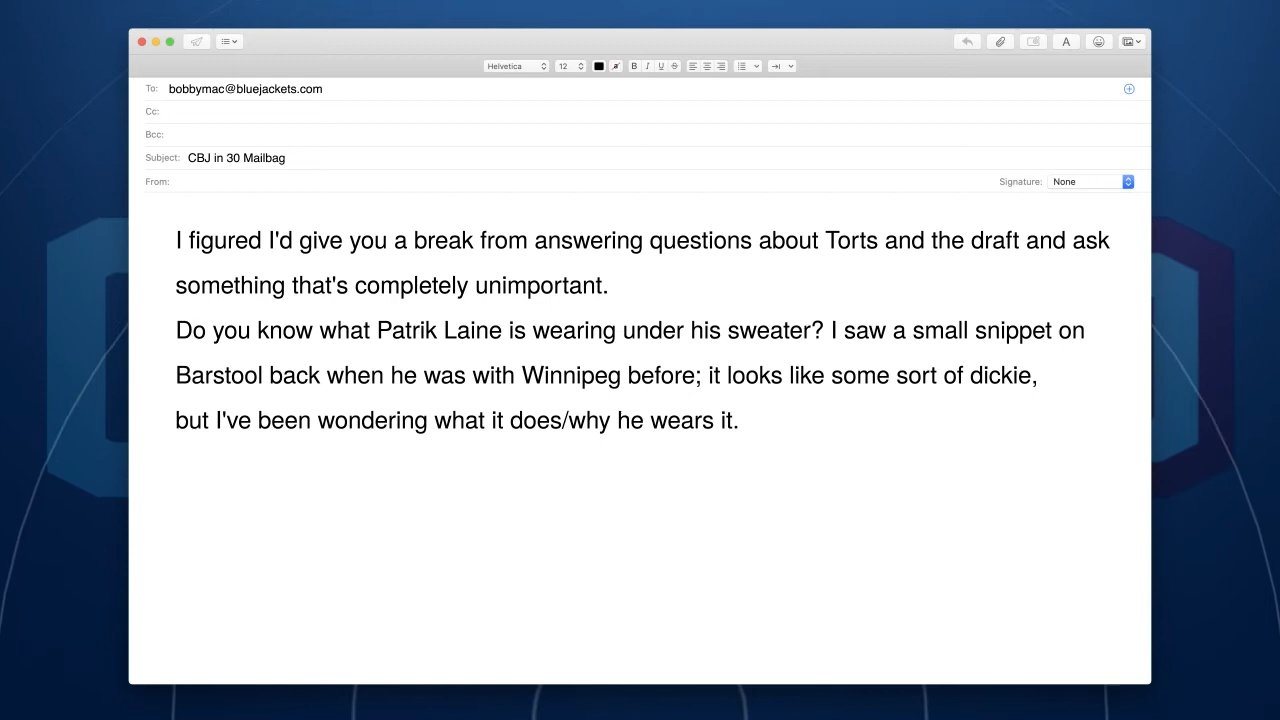 Helvetica
12
B I U S
To: bobbymac@bluejackets.com
Cc:
Bcc:
Subject: CBJ in 30 Mailbag
From:
Signature: None
I figured I'd give you a break from answering questions about Torts and the draft and ask
something that's completely unimportant.
Do you know what Patrik Laine is wearing under his sweater? I saw a small snippet on
Barstool back when he was with Winnipeg before; it looks like some sort of dickie,
but I've been wondering what it does/why he wears it.